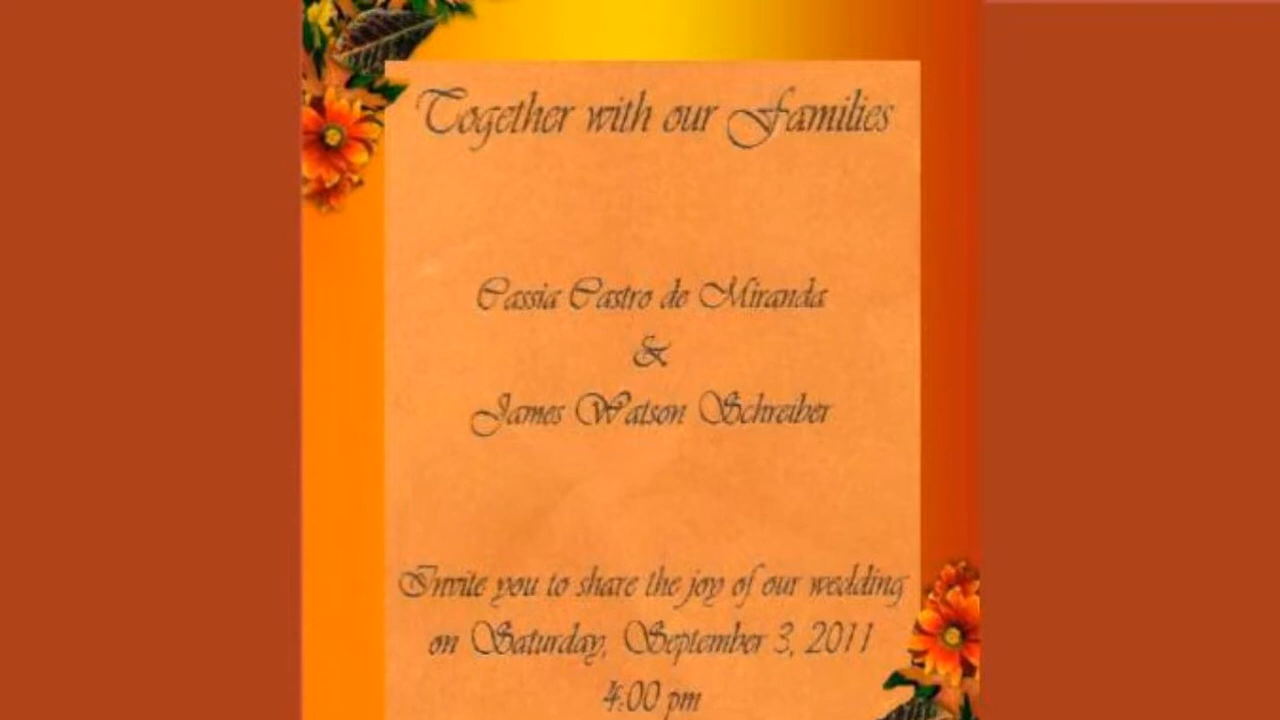 Together with our Families
Cassia Castro de Miranda
&
James Watson Schreiber
Invite you to share the joy of our wedding
on Saturday, September 3, 2011
4:00 pm